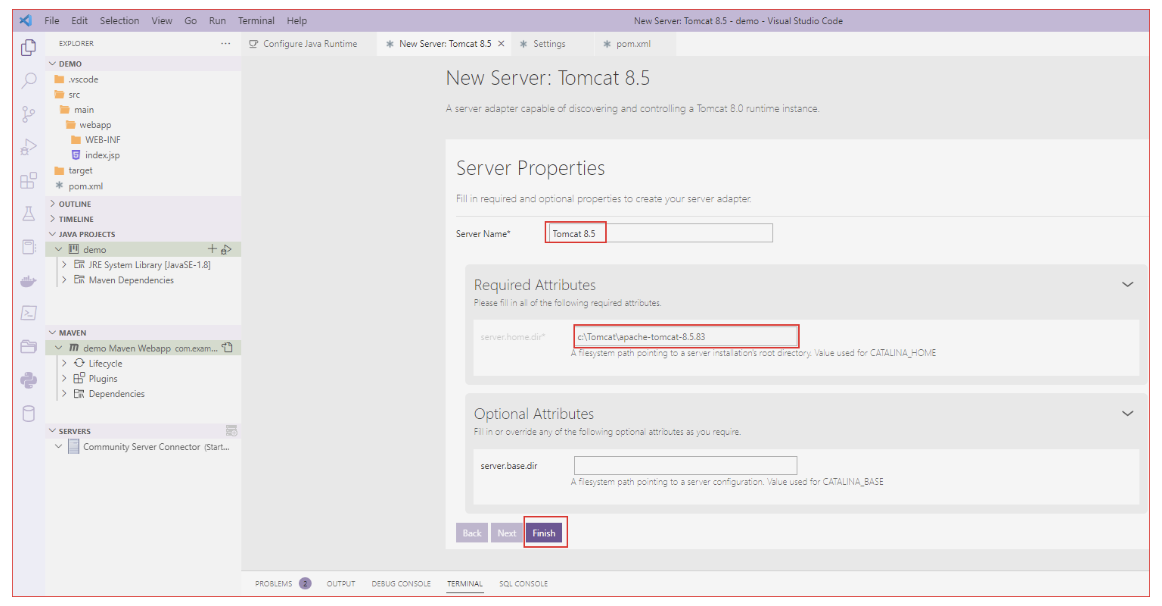 File Edit Selection View Go Run Terminal Help New Server: Tomcat 8.5 - demo - Visual Studio Code
EXPLORER ···
Configure Java Runtime New Server: Tomcat 8.5 × Settings pom.xml
DEMO
.vscode
src
main
webapp
WEB-INF
index.jsp
target
pom.xml
OUTLINE
TIMELINE
JAVA PROJECTS
demo
JRE System Library [JavaSE-1.8]
Maven Dependencies
MAVEN
demo Maven Webapp com.exam...
Lifecycle
Plugins
Dependencies
SERVERS
Community Server Connector (Start...
New Server: Tomcat 8.5
A server adapter capable of discovering and controlling a Tomcat 8.0 runtime instance.
Server Properties
Fill in required and optional properties to create your server adapter.
Server Name* Tomcat 8.5
Required Attributes
Please fill in all of the following required attributes.
server.home.dir* c:\Tomcat\apache-tomcat-8.5.83
A filesystem path pointing to a server installation's root directory. Value used for CATALINA_HOME
Optional Attributes
Fill in or override any of the following optional attributes as you require.
server.base.dir
A filesystem path pointing to a server configuration. Value used for CATALINA_BASE
Back Next Finish
PROBLEMS 2 OUTPUT DEBUG CONSOLE TERMINAL SQL CONSOLE